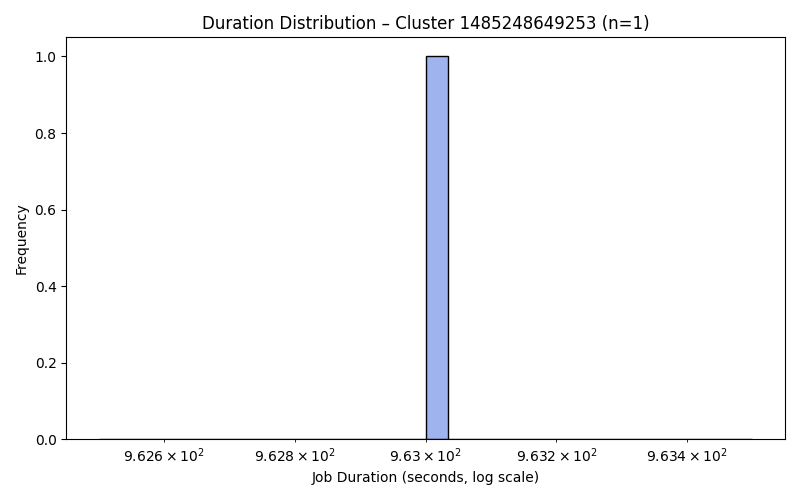 Duration Distribution – Cluster 1485248649253 (n=1)
1.0
0.8
0.6
0.4
0.2
0.0
Frequency
9.626 × 10²
9.628 × 10²
9.63 × 10²
9.632 × 10²
9.634 × 10²
Job Duration (seconds, log scale)